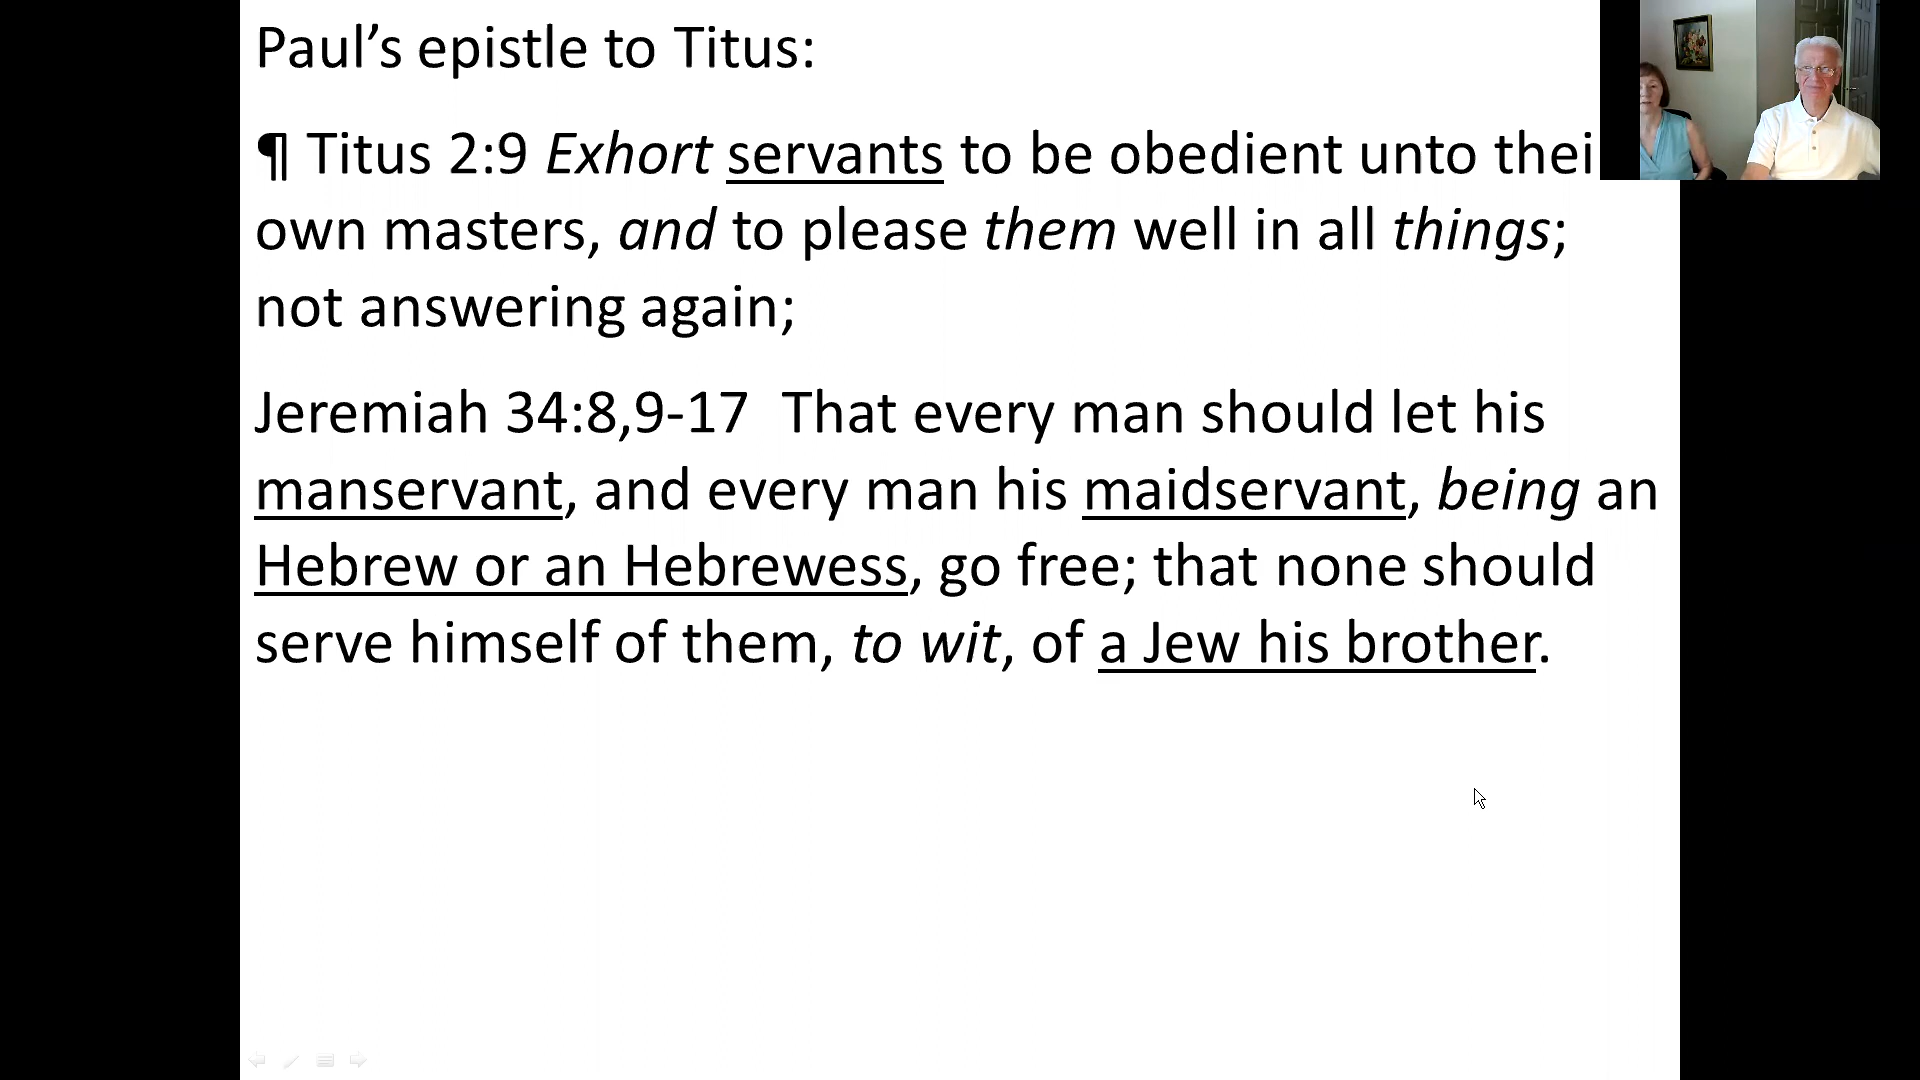 Paul’s epistle to Titus:
¶ Titus 2:9 Exhort servants to be obedient unto thei
own masters, and to please them well in all things;
not answering again;
Jeremiah 34:8,9-17 That every man should let his
manservant, and every man his maidservant, being an
Hebrew or an Hebrewess, go free; that none should
serve himself of them, to wit, of a Jew his brother.